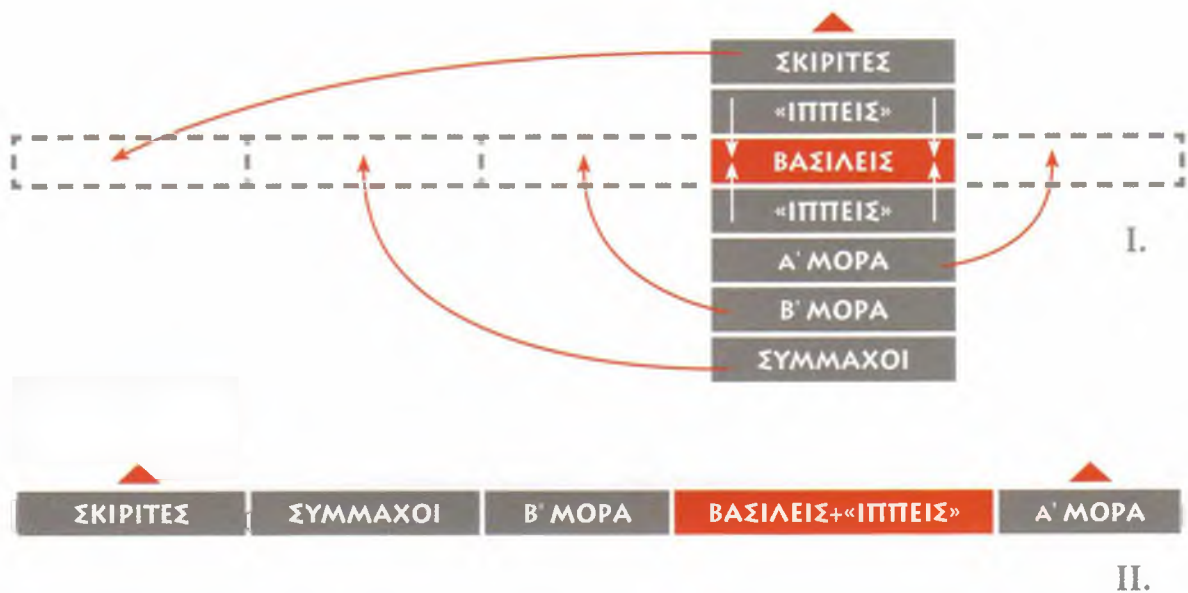 ΣΚΙΡΙΤΕΣ
«ΙΠΠΕΙΣ»
ΒΑΣΙΛΕΙΣ
«ΙΠΠΕΙΣ»
Α' ΜΟΡΑ
Β' ΜΟΡΑ
ΣΥΜΜΑΧΟΙ
I.
ΣΚΙΡΙΤΕΣ ΣΥΜΜΑΧΟΙ Β' ΜΟΡΑ ΒΑΣΙΛΕΙΣ+«ΙΠΠΕΙΣ» Α' ΜΟΡΑ
II.